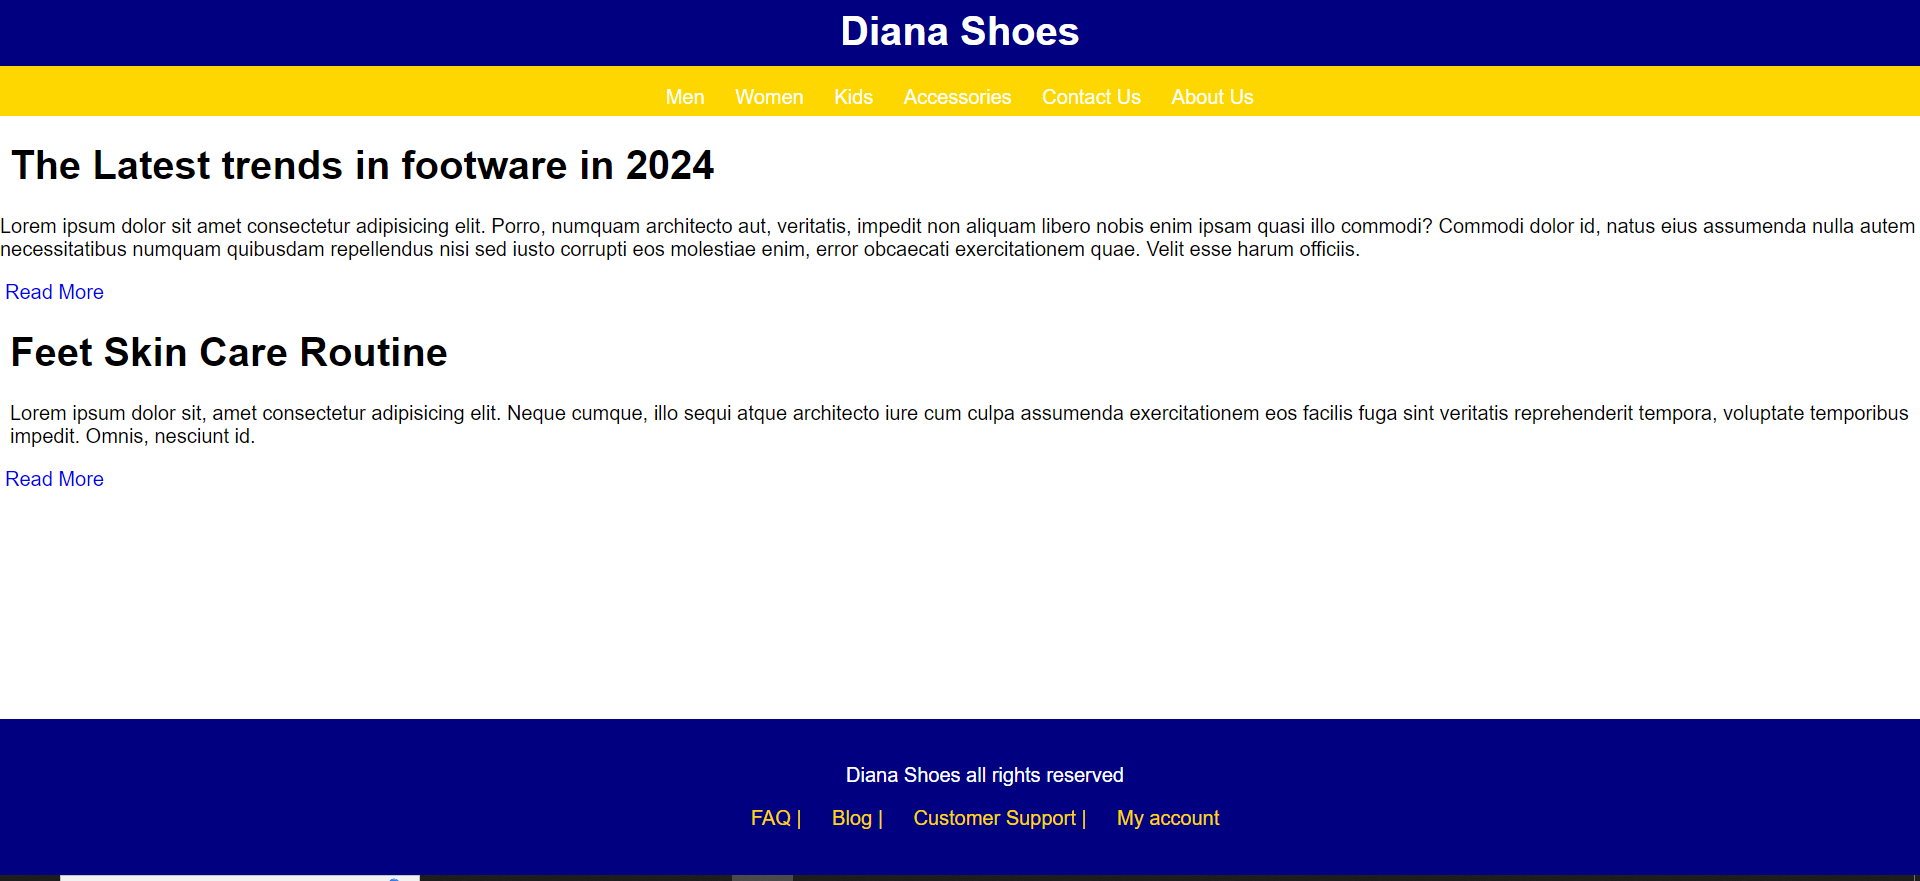 Diana Shoes
Men Women Kids Accessories Contact Us About Us
The Latest trends in footware in 2024
Lorem ipsum dolor sit amet consectetur adipisicing elit. Porro, numquam architecto aut, veritatis, impedit non aliquam libero nobis enim ipsam quasi illo commodi? Commodi dolor id, natus eius assumenda nulla autem
necessitatibus numquam quibusdam repellendus nisi sed iusto corrupti eos molestiae enim, error obcaecati exercitationem quae. Velit esse harum officiis.
Read More
Feet Skin Care Routine
Lorem ipsum dolor sit, amet consectetur adipisicing elit. Neque cumque, illo sequi atque architecto iure cum culpa assumenda exercitationem eos facilis fuga sint veritatis reprehenderit tempora, voluptate temporibus
impedit. Omnis, nesciunt id.
Read More
Diana Shoes all rights reserved
FAQ | Blog | Customer Support | My account